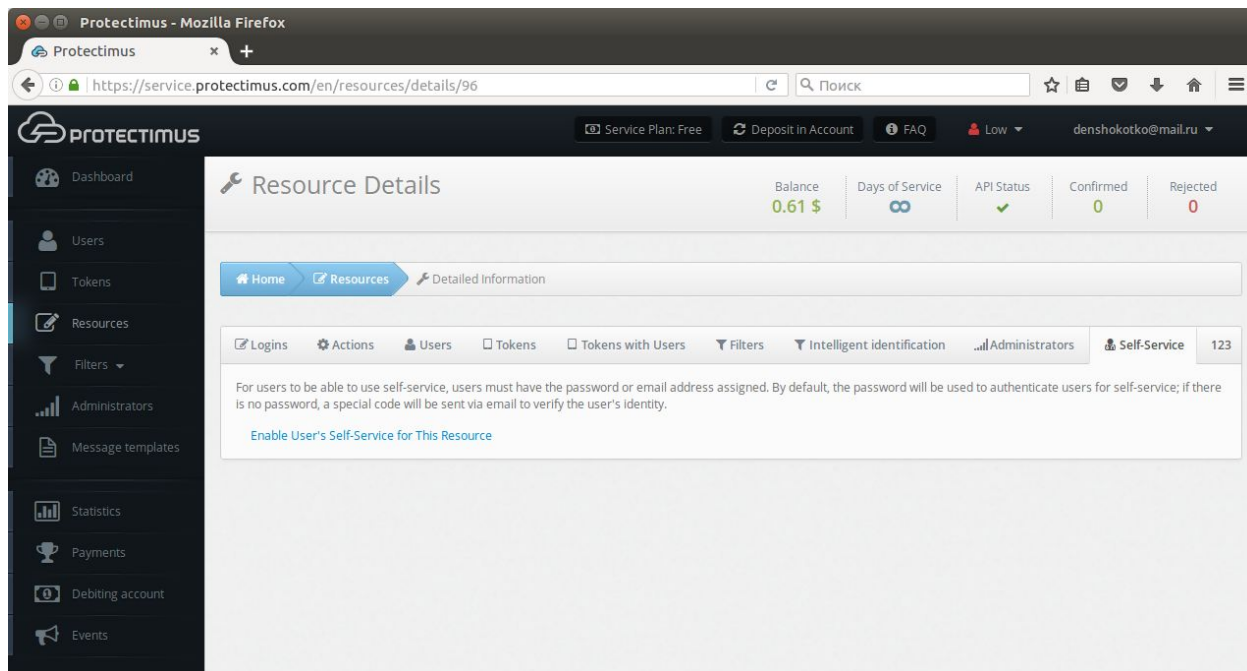 Protectimus - Mozilla Firefox
Protectimus
https://service.protectimus.com/en/resources/details/96
Поиск
PROTECTIMUS
Service Plan: Free
Deposit in Account
FAQ
Low
denshokotko@mail.ru
Dashboard
Users
Tokens
Resources
Filters
Administrators
Message templates
Statistics
Payments
Debiting account
Events
Resource Details
Balance
0.61 $
Days of Service
∞
API Status
Confirmed
0
Rejected
0
Home
Resources
Detailed Information
Logins
Actions
Users
Tokens
Tokens with Users
Filters
Intelligent identification
Administrators
Self-Service
123
For users to be able to use self-service, users must have the password or email address assigned. By default, the password will be used to authenticate users for self-service; if there
is no password, a special code will be sent via email to verify the user's identity.
Enable User's Self-Service for This Resource